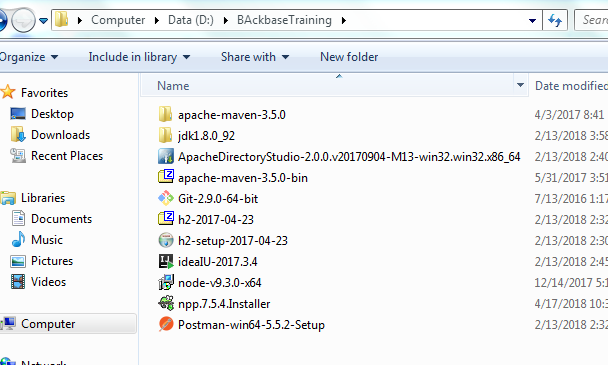 Computer ▸ Data (D:) ▸ BAckbaseTraining ▸
Sear
Organize Include in library Share with New folder
Favorites
Desktop
Downloads
Recent Places
Libraries
Documents
Music
Pictures
Videos
Computer
Network
Name Date modified
apache-maven-3.5.0 4/3/2017 8:41
jdk1.8.0_92 2/13/2018 3:58
ApacheDirectoryStudio-2.0.0.v20170904-M13-win32.win32.x86_64 2/13/2018 2:40
apache-maven-3.5.0-bin 5/31/2017 3:51
Git-2.9.0-64-bit 7/13/2016 1:17
h2-2017-04-23 2/13/2018 2:32
h2-setup-2017-04-23 2/13/2018 2:30
ideaIU-2017.3.4 2/13/2018 2:45
node-v9.3.0-x64 12/14/2017 5:1
npp.7.5.4.Installer 4/17/2018 10:3
Postman-win64-5.5.2-Setup 2/13/2018 2:32